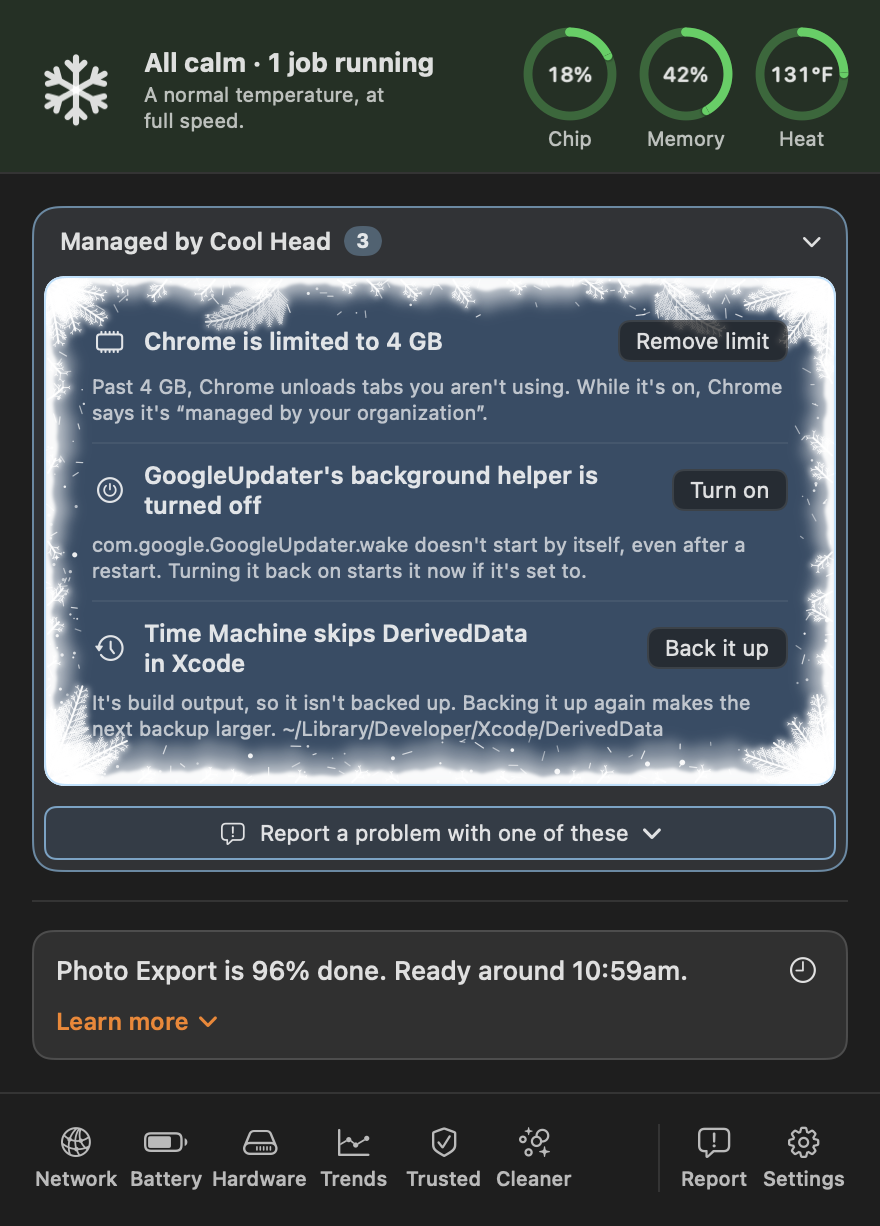 All calm · 1 job running
A normal temperature, at
full speed.
18%
Chip
42%
Memory
131°F
Heat
Managed by Cool Head
3
Chrome is limited to 4 GB
Remove limit
Past 4 GB, Chrome unloads tabs you aren't using. While it's on, Chrome
says it's “managed by your organization”.
GoogleUpdater's background helper is
turned off
Turn on
com.google.GoogleUpdater.wake doesn't start by itself, even after a
restart. Turning it back on starts it now if it's set to.
Time Machine skips DerivedData
in Xcode
Back it up
It's build output, so it isn't backed up. Backing it up again makes the
next backup larger. ~/Library/Developer/Xcode/DerivedData
Report a problem with one of these
Photo Export is 96% done. Ready around 10:59am.
Learn more
Network
Battery
Hardware
Trends
Trusted
Cleaner
Report
Settings